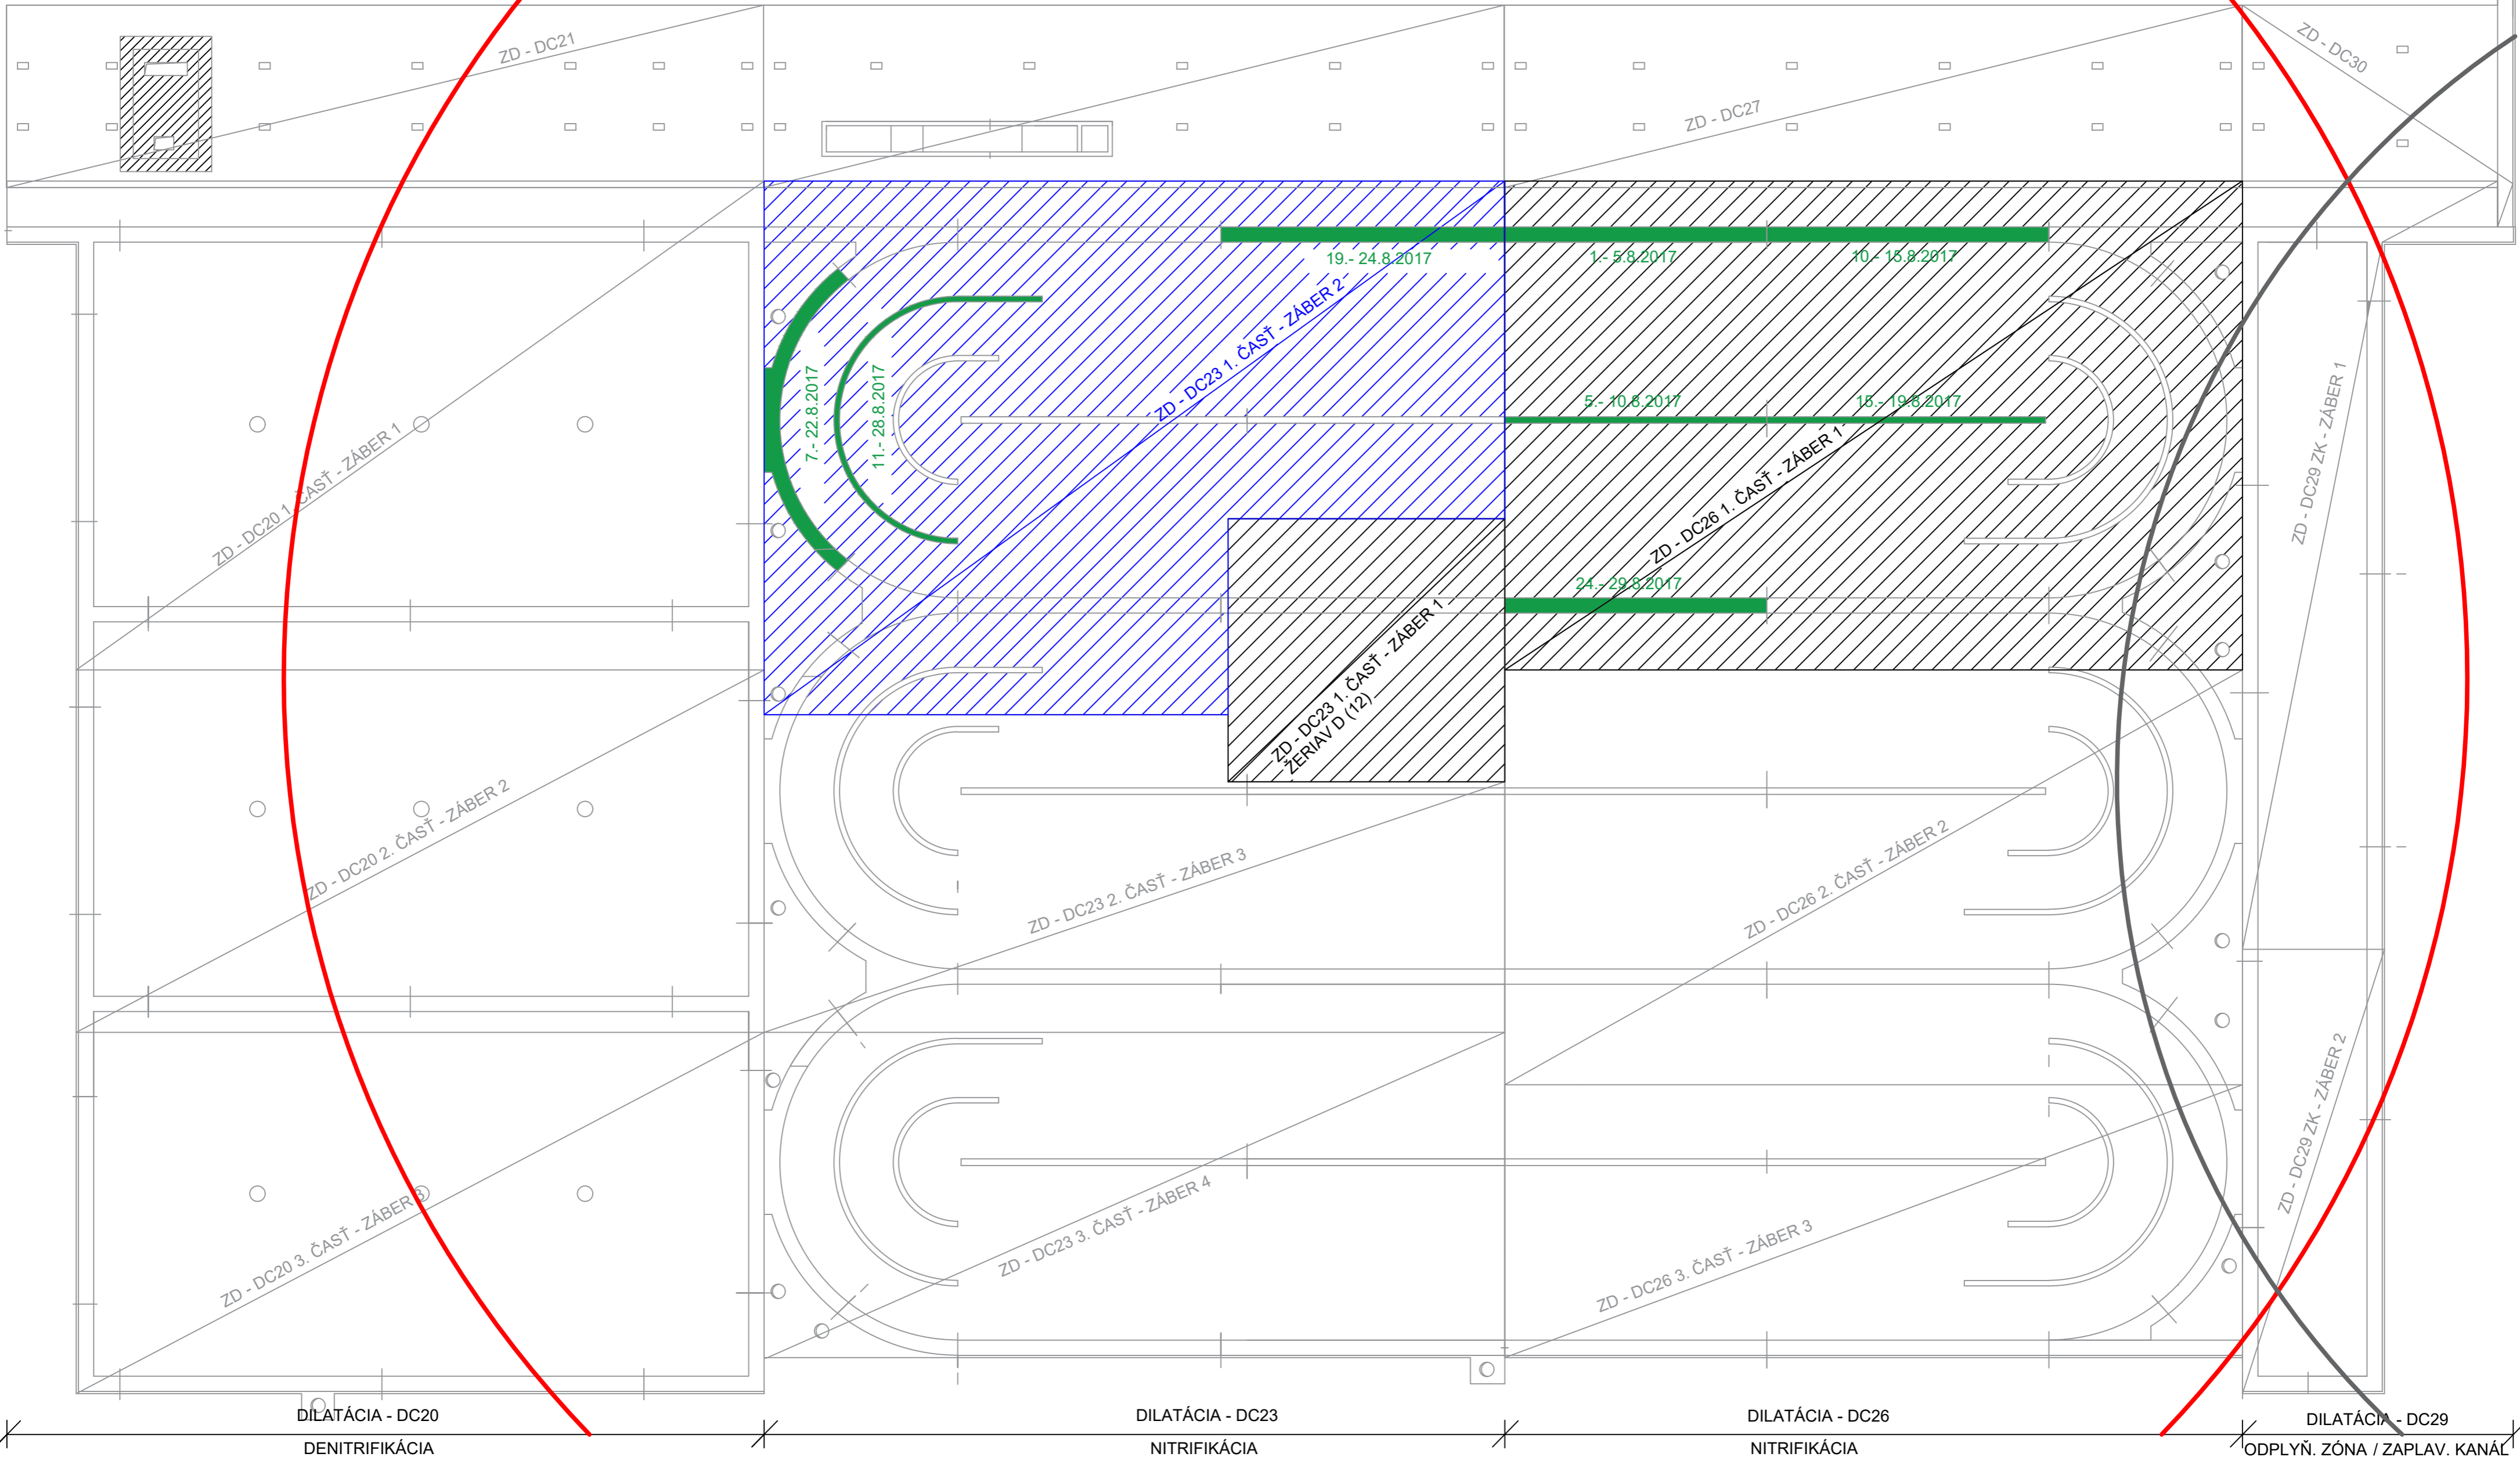 ZD - DC21
ZD - DC27
ZD - DC30
19.- 24.8.2017
1.- 5.8.2017
10.- 15.8.2017
7.- 22.8.2017
11.- 28.8.2017
ZD - DC23 1. ČASŤ - ZÁBER 2
5.- 10.8.2017
15.- 19.8.2017
ZD - DC20 1. ČASŤ - ZÁBER 1
ZD - DC26 1. ČASŤ - ZÁBER 1
ZD - DC29 ZK - ZÁBER 1
24.- 29.8.2017
ZD - DC23 1. ČASŤ - ZÁBER 1
ŽERIAV D (12)
ZD - DC20 2. ČASŤ - ZÁBER 2
ZD - DC23 2. ČASŤ - ZÁBER 3
ZD - DC26 2. ČASŤ - ZÁBER 2
ZD - DC29 ZK - ZÁBER 2
ZD - DC20 3. ČASŤ - ZÁBER 3
ZD - DC23 3. ČASŤ - ZÁBER 4
ZD - DC26 3. ČASŤ - ZÁBER 3
DILATÁCIA - DC20
DENITRIFIKÁCIA
DILATÁCIA - DC23
NITRIFIKÁCIA
DILATÁCIA - DC26
NITRIFIKÁCIA
DILATÁCIA - DC29
ODPLYŇ. ZÓNA / ZAPLAV. KANÁL